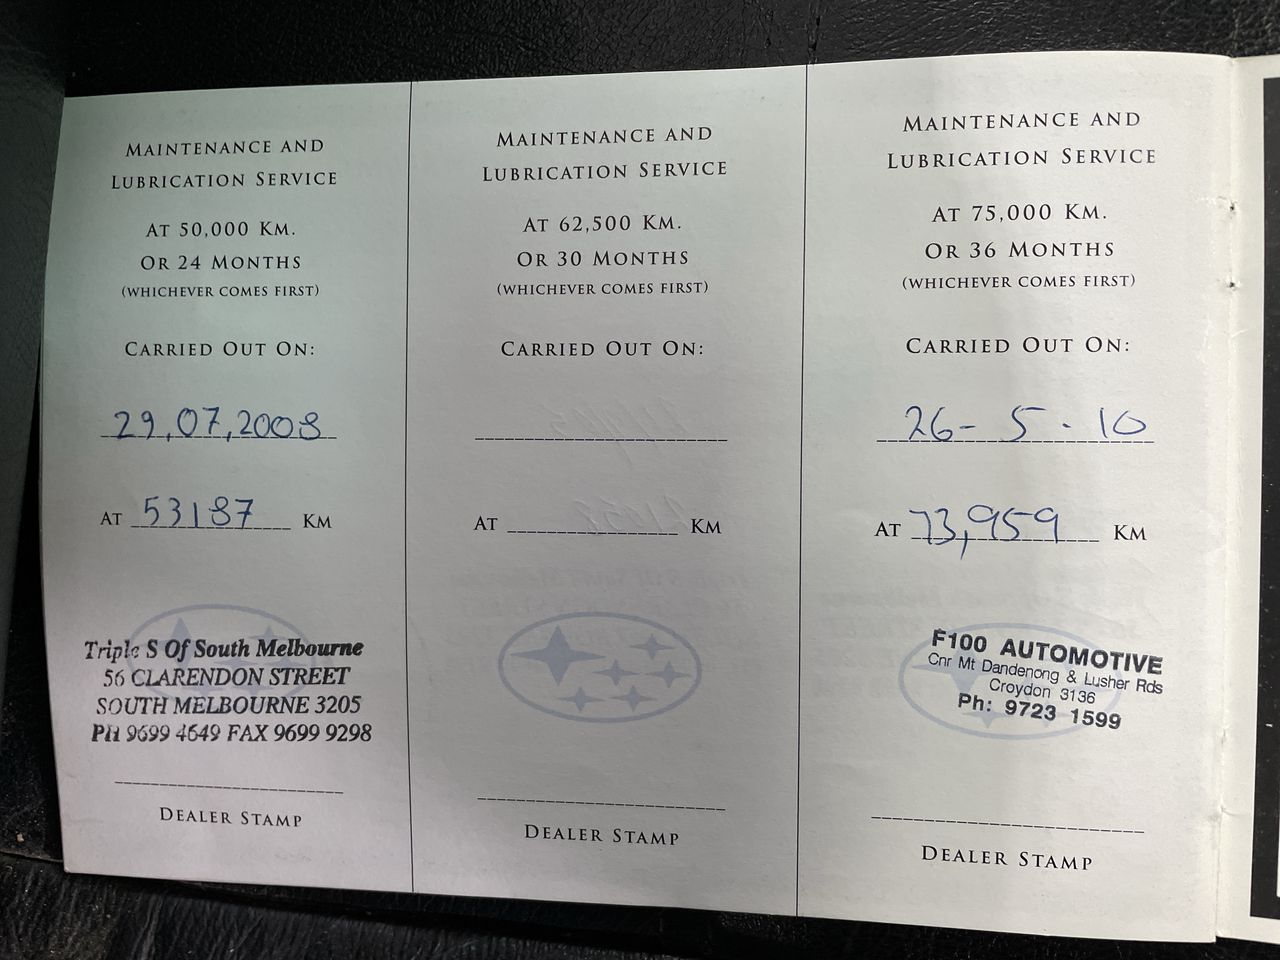 MAINTENANCE AND
LUBRICATION SERVICE
AT 50,000 KM.
OR 24 MONTHS
(WHICHEVER COMES FIRST)
CARRIED OUT ON:
29.07.2008
AT 53187 KM
Triple S Of South Melbourne
56 CLARENDON STREET
SOUTH MELBOURNE 3205
PH 9699 4649 FAX 9699 9298
DEALER STAMP
MAINTENANCE AND
LUBRICATION SERVICE
AT 62,500 KM.
OR 30 MONTHS
(WHICHEVER COMES FIRST)
CARRIED OUT ON:
AT KM
DEALER STAMP
MAINTENANCE AND
LUBRICATION SERVICE
AT 75,000 KM.
OR 36 MONTHS
(WHICHEVER COMES FIRST)
CARRIED OUT ON:
26-5.10
AT 73,959 KM
F100 AUTOMOTIVE
Cnr Mt Dandenong & Lusher Rds
Croydon 3136
Ph: 9723 1599
DEALER STAMP